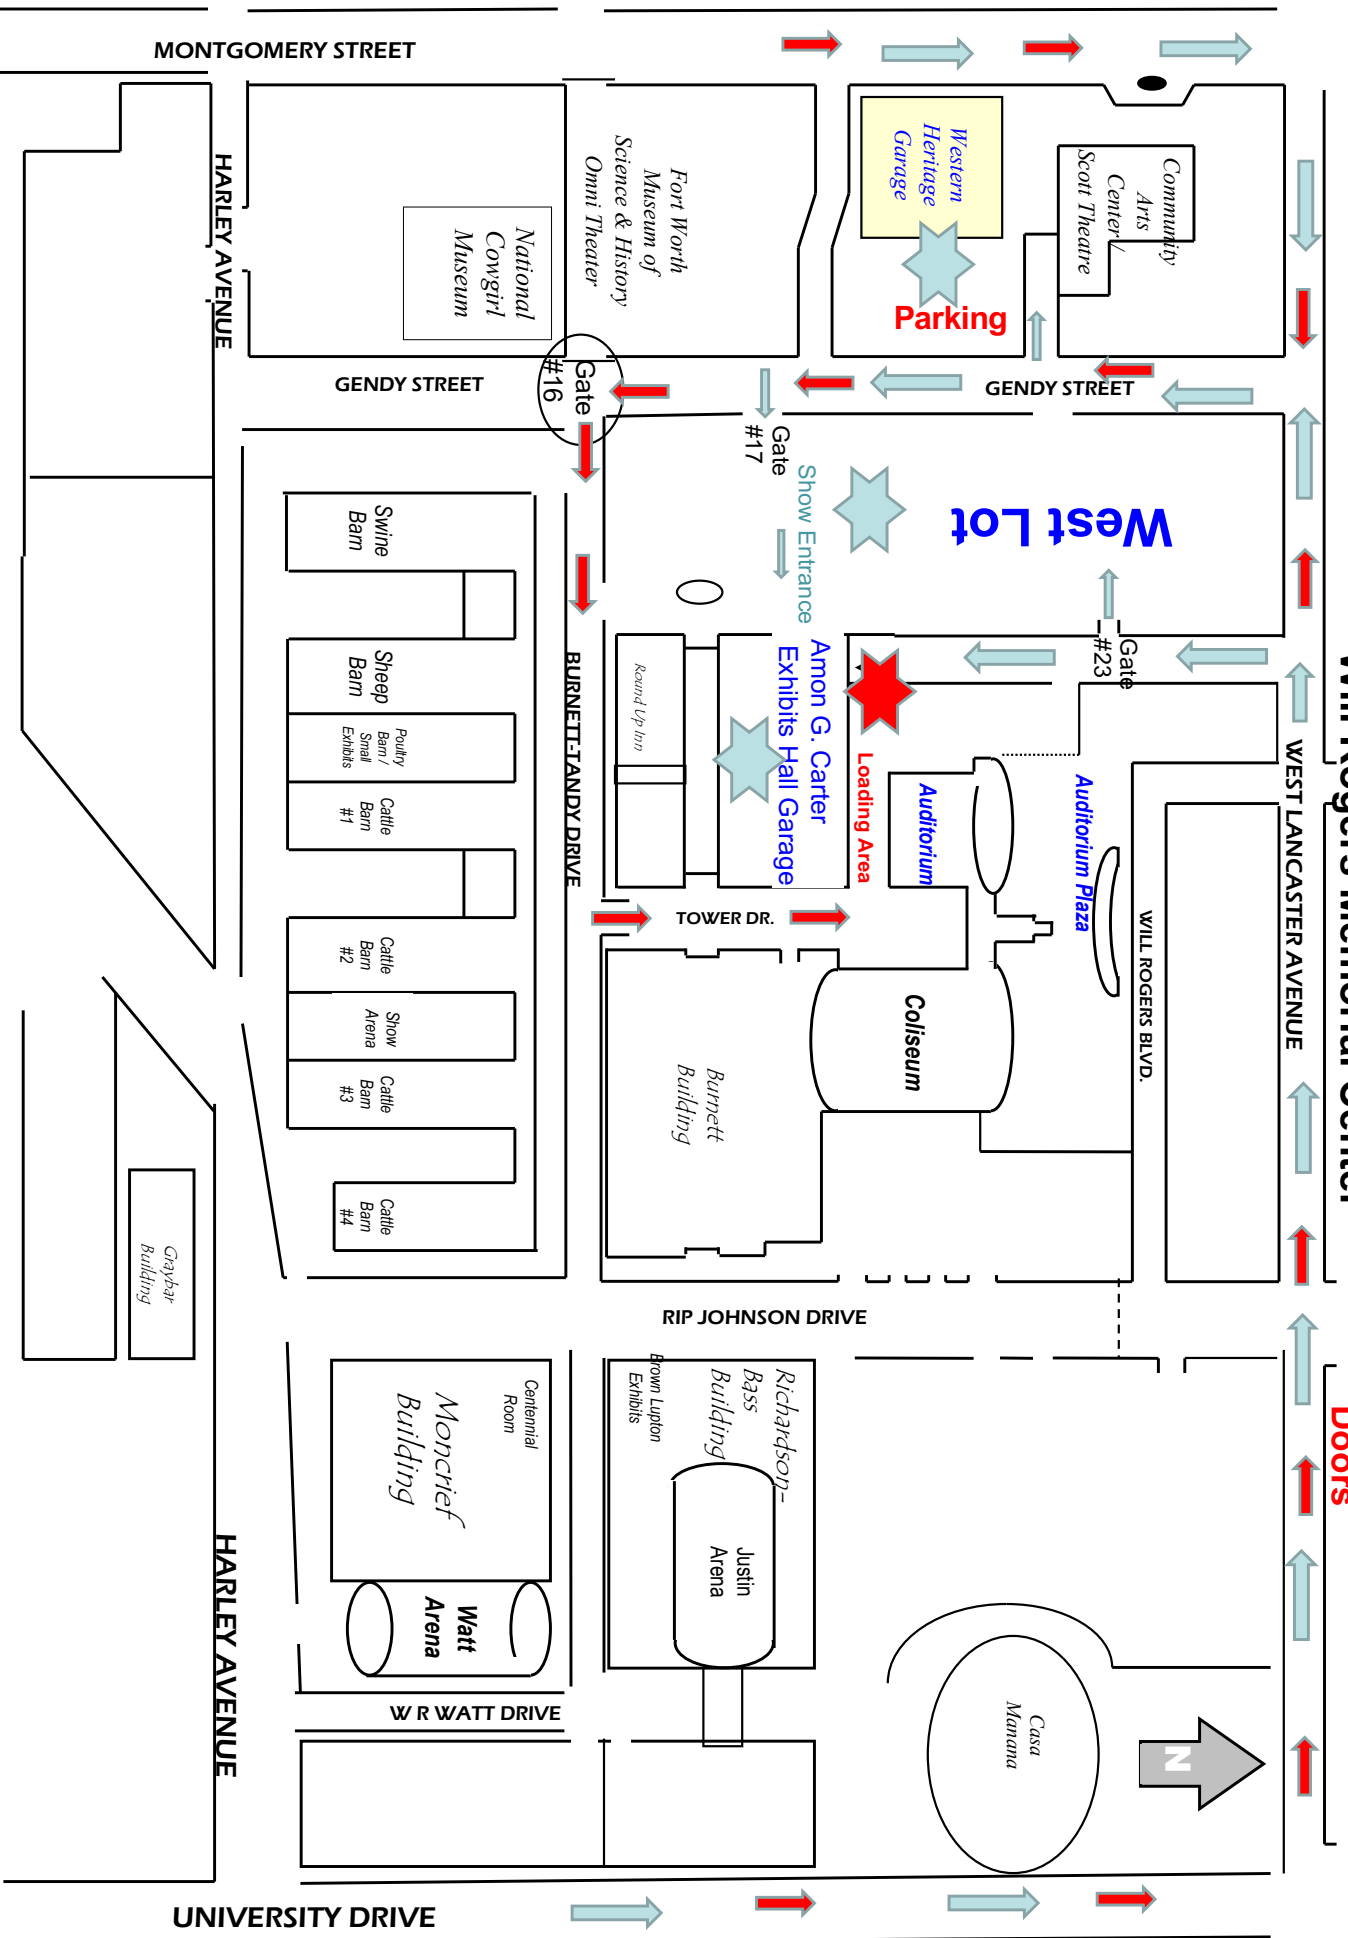 MONTGOMERY STREET
Western
Heritage
Garage
Community
Arts
Center /
Scott Theatre
Fort Worth
Museum of
Science & History
Omni Theater
National
Cowgirl
Museum
HARLEY AVENUE
Parking
GENDY STREET
GENDY STREET
Gate
#16
Gate
#17
Show Entrance
West Lot
Gate
#23
Swine
Barn
Sheep
Barn
Poultry
Barn /
Small
Exhibits
Cattle
Barn
#1
Cattle
Barn
#2
Show
Arena
Cattle
Barn
#3
Cattle
Barn
#4
BURNETT-TANDY DRIVE
Round Up Inn
Amon G. Carter
Exhibits Hall Garage
Loading Area
Auditorium
Auditorium Plaza
WEST LANCASTER AVENUE
Will Rogers Memorial Center
TOWER DR.
WILL ROGERS BLVD.
Coliseum
Burnett
Building
Graybar
Building
RIP JOHNSON DRIVE
Centennial
Room
Moncrief
Building
Brown Lupton
Exhibits
Richardson-
Bass
Building
Justin
Arena
Doors
Watt
Arena
HARLEY AVENUE
W R WATT DRIVE
Casa
Manana
N
UNIVERSITY DRIVE